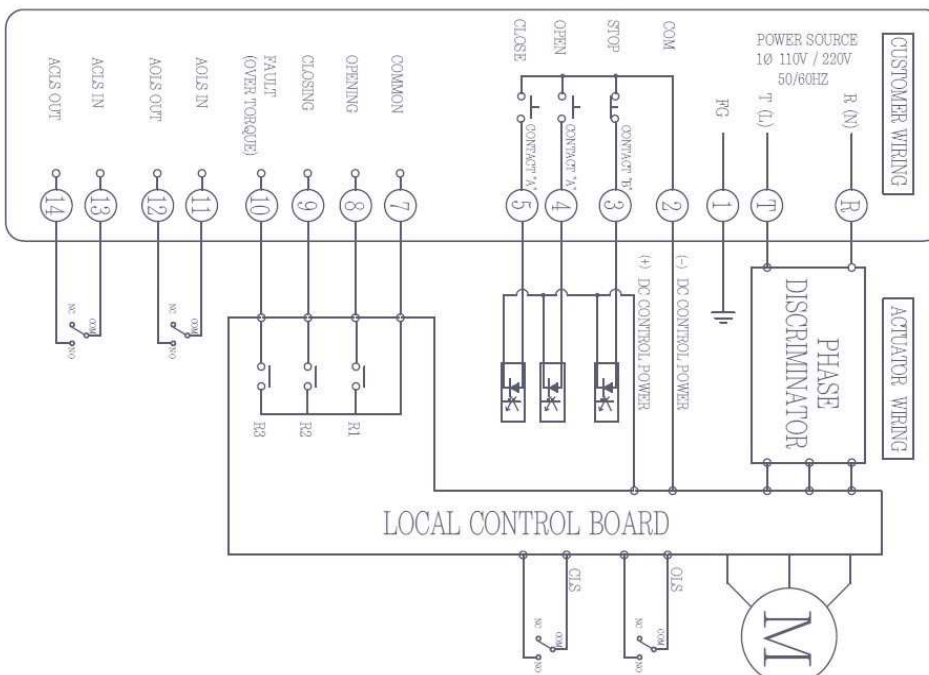 CUSTOMER WIRING
POWER SOURCE
1Ø 110V / 220V
50/60HZ
R (N)
T (L)
FG
COM
STOP
OPEN
CLOSE
COMMON
OPENING
CLOSING
FAULT
(OVER TORQUE)
AOLS IN
AOLS OUT
ACLS IN
ACLS OUT
CONTACT "B"
CONTACT "A"
CONTACT "A"
R
T
1
2
3
4
5
7
8
9
10
11
12
13
14
ACTUATOR WIRING
PHASE
DISCRIMINATOR
(-) DC CONTROL POWER
(+) DC CONTROL POWER
COM
NC
NO
COM
NC
NO
R1
R2
R3
LOCAL CONTROL BOARD
OLS
CLS
COM
NC
NO
COM
NC
NO
M